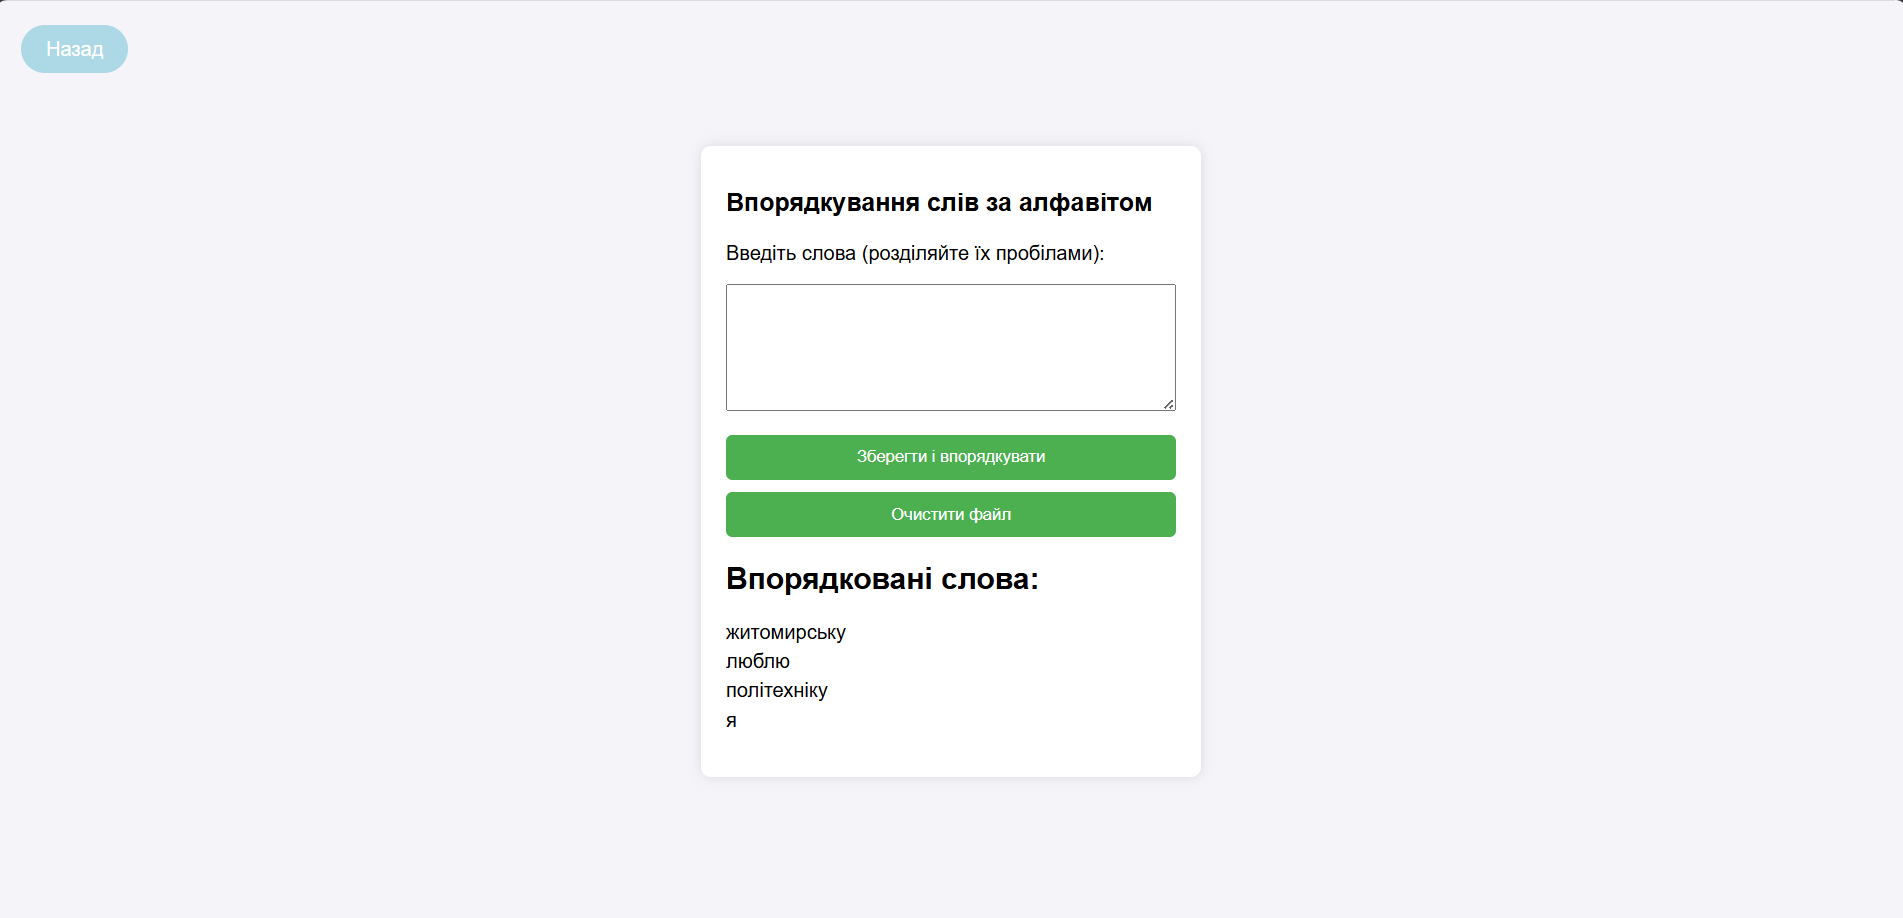 Назад
Впорядкування слів за алфавітом
Введіть слова (розділяйте їх пробілами):
Зберегти і впорядкувати
Очистити файл
Впорядковані слова:
житомирську
люблю
політехніку
я